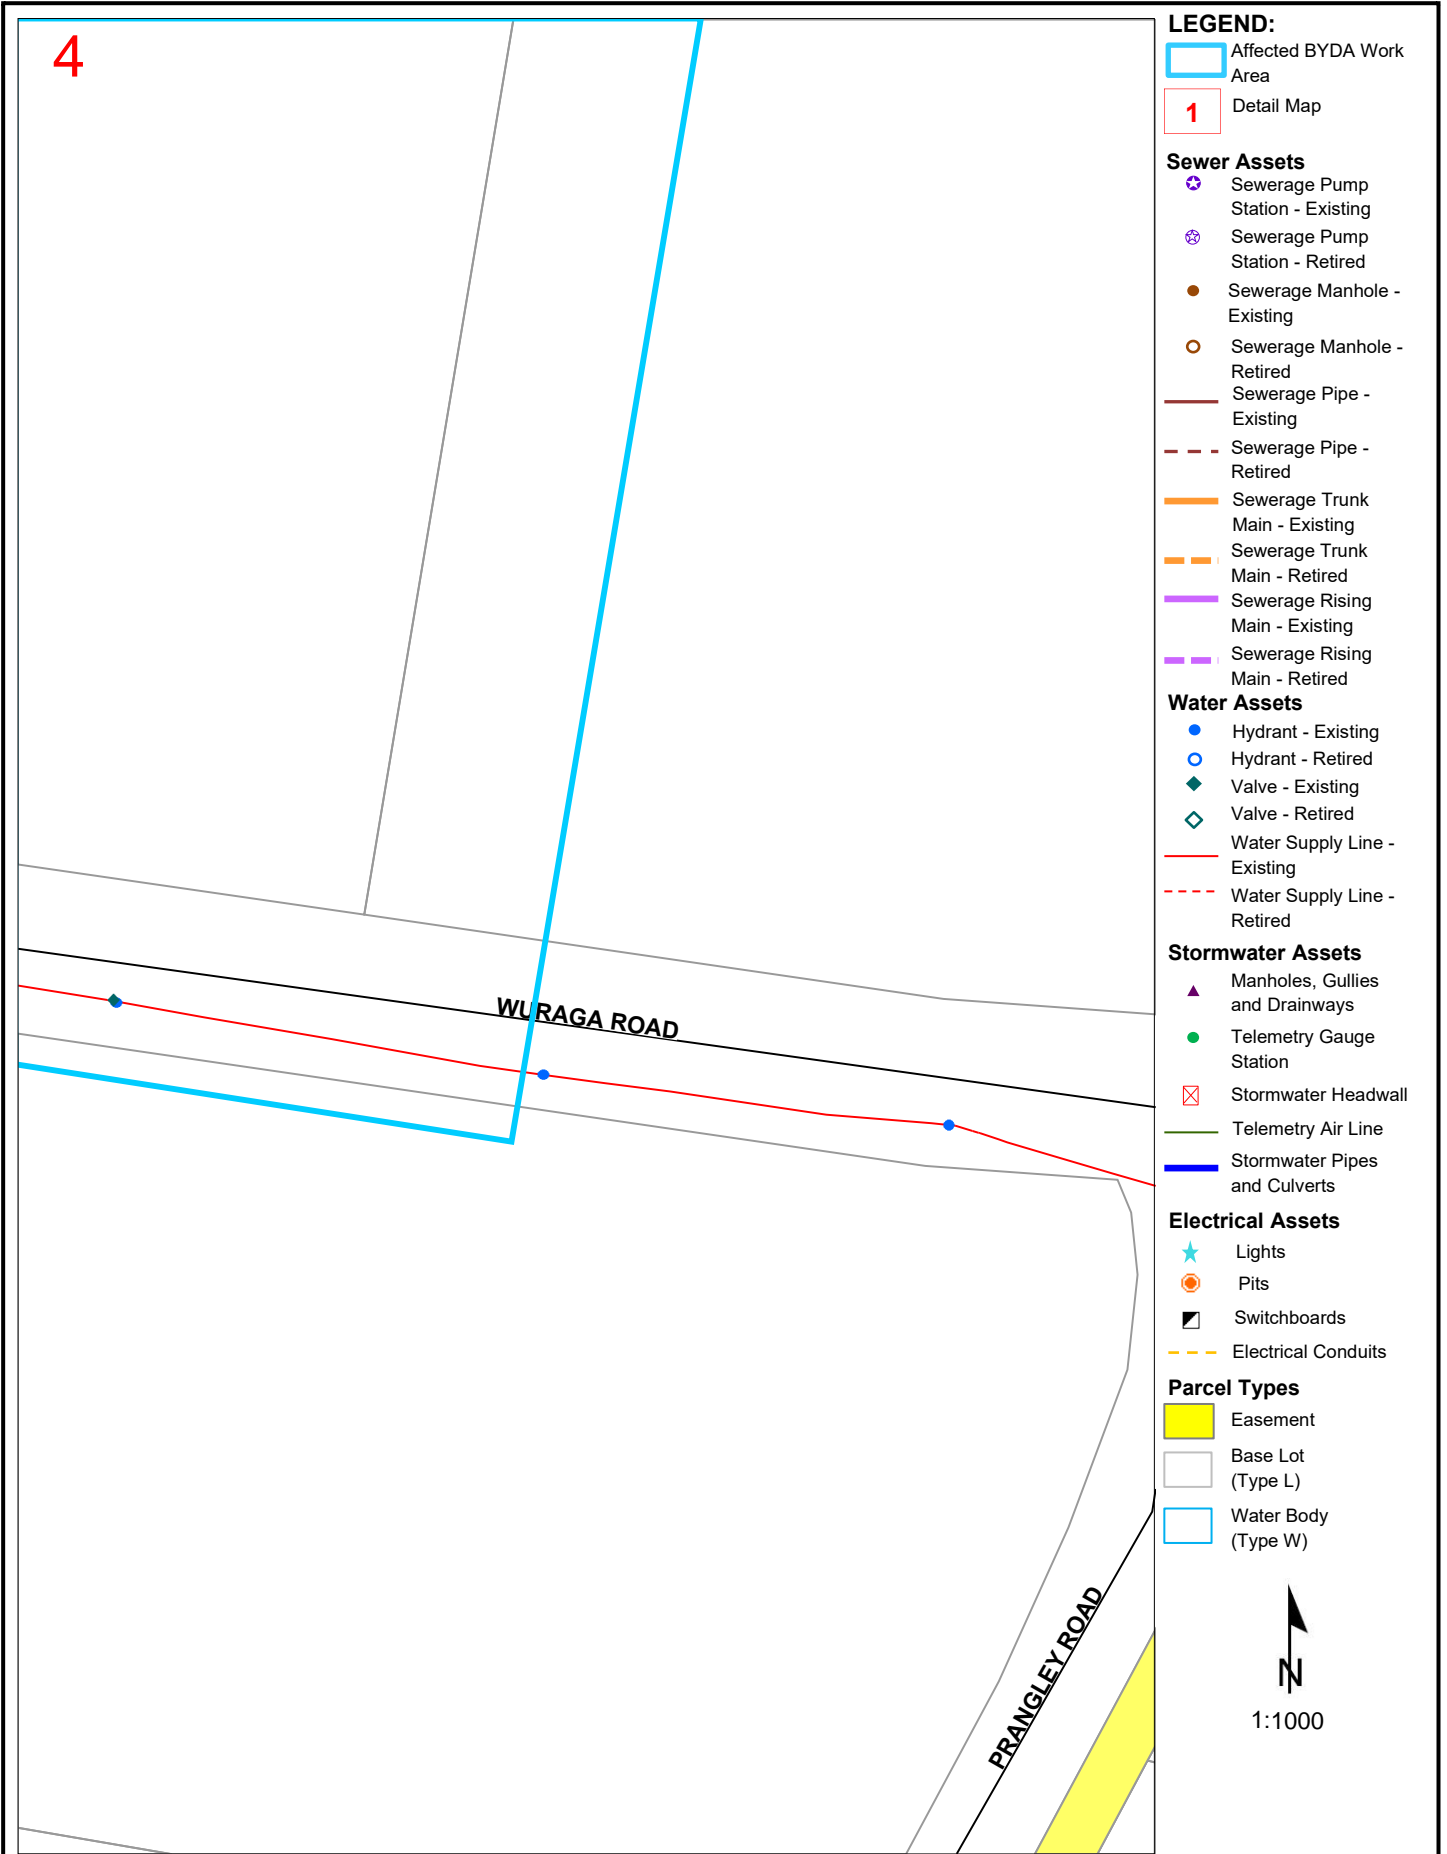 4
WURAGA ROAD
PRANGLEY ROAD
LEGEND:
Affected BYDA Work
Area
1
Detail Map
Sewer Assets
Sewerage Pump
Station - Existing
Sewerage Pump
Station - Retired
Sewerage Manhole -
Existing
Sewerage Manhole -
Retired
Sewerage Pipe -
Existing
Sewerage Pipe -
Retired
Sewerage Trunk
Main - Existing
Sewerage Trunk
Main - Retired
Sewerage Rising
Main - Existing
Sewerage Rising
Main - Retired
Water Assets
Hydrant - Existing
Hydrant - Retired
Valve - Existing
Valve - Retired
Water Supply Line -
Existing
Water Supply Line -
Retired
Stormwater Assets
Manholes, Gullies
and Drainways
Telemetry Gauge
Station
Stormwater Headwall
Telemetry Air Line
Stormwater Pipes
and Culverts
Electrical Assets
Lights
Pits
Switchboards
Electrical Conduits
Parcel Types
Easement
Base Lot
(Type L)
Water Body
(Type W)
N
1:1000